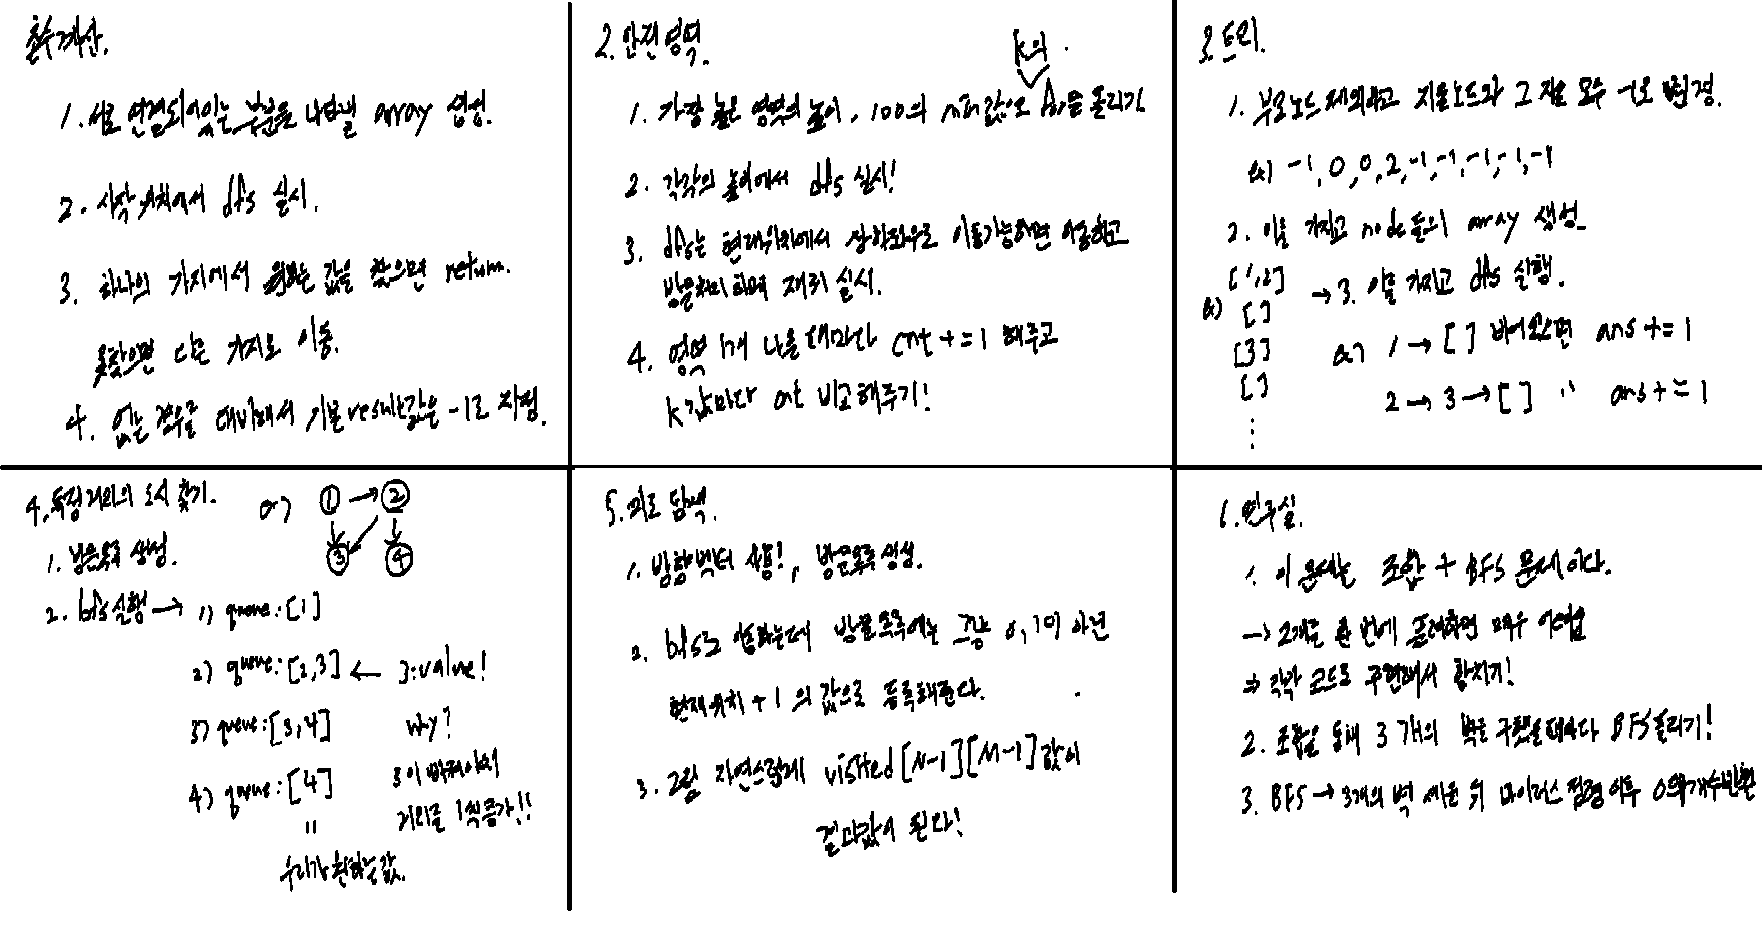 촌수계산.
1. 서로 연결되어있는 부분을 나타낼 array 생성.
2. 시작 위치에서 dfs 실시.
3. 하나의 가지에서 원하는 값을 찾으면 return.
못찾으면 다른 가지로 이동.
4. 없는 경우를 대비해서 기본 result값은 -1로 지정.
2. 안전 영역.
k의
1. 가장 높은 영역의 높이, 100의 min값으로 for문 돌리기
2. 각각의 높이에서 dfs 실시!
3. dfs는 현재위치에서 상하좌우로 이동가능하면 이동하고
방문처리하며 재귀 실시.
4. 영역 1개 나올때마다 cnt += 1 해주고
k값마다 cnt 비교해주기!
3. 트리.
1. 부모노드 제외하고 지울노드와 그 자료 모두 -1로 변경.
ex) -1, 0, 0, 2, -1, -1, -1, -1, -1
2. 이를 가지고 node들의 array 생성
[1,2] → 3. 이를 가지고 dfs 실행.
ex) [ ]
[3] ex) 1 → [ ] 비어있으면 ans += 1
[ ] 2 → 3 → [ ] " ans += 1
⋮
4. 특정거리의 도시 찾기. ex) ① → ②
③ ④
1. 방문목록 생성.
2. bfs실행 → 1) queue: [1]
2) queue: [2,3] ← 3:value!
3) queue: [3,4] why?
4) queue: [4] 3이 빠져야
거리를 1씩증가!!
"
우리가 원하는 값.
5. 미로 탐색.
1. 방향벡터 사용!, 방문목록 생성.
2. bfs로 하는데 방문목록에는 그냥 0, 1이 아닌
현재위치 + 1 의 값으로 등록해준다.
3. 그럼 자연스럽게 visited[N-1][M-1] 값이
결과값이 된다!
6. 연구실.
1. 이 문제는 조합 + BFS 문제이다.
→ 2개를 한 번에 하면 매우 어려움
⇒ 각각 코드로 구현해서 합치기!
2. 조합을 통해 3개의 벽을 구했을때마다 BFS돌리기!
3. BFS → 3개의 벽 세운 뒤 바이러스 점령 이후 0의개수반환